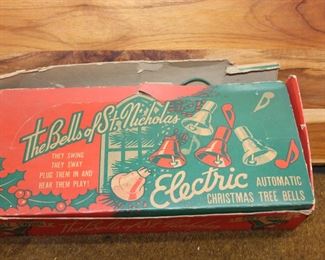 The Bells of St. Nicholas
THEY SWING
THEY SWAY
PLUG THEM IN AND
HEAR THEM PLAY!
Electric
AUTOMATIC
CHRISTMAS TREE BELLS